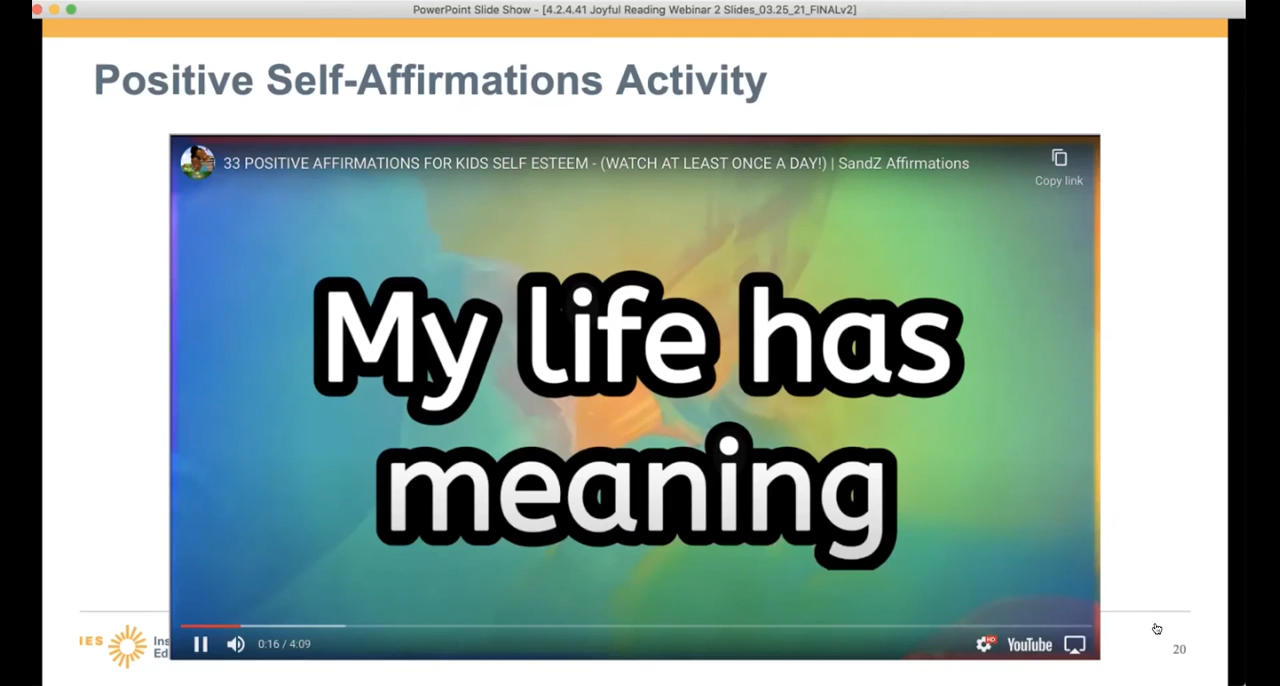 PowerPoint Slide Show - [4.2.4.41 Joyful Reading Webinar 2 Slides_03.25_21_FINALv2]
Positive Self-Affirmations Activity
33 POSITIVE AFFIRMATIONS FOR KIDS SELF ESTEEM - (WATCH AT LEAST ONCE A DAY!) | SandZ Affirmations
Copy link
My life has
meaning
IES
0:16 / 4:09
HD
YouTube
20